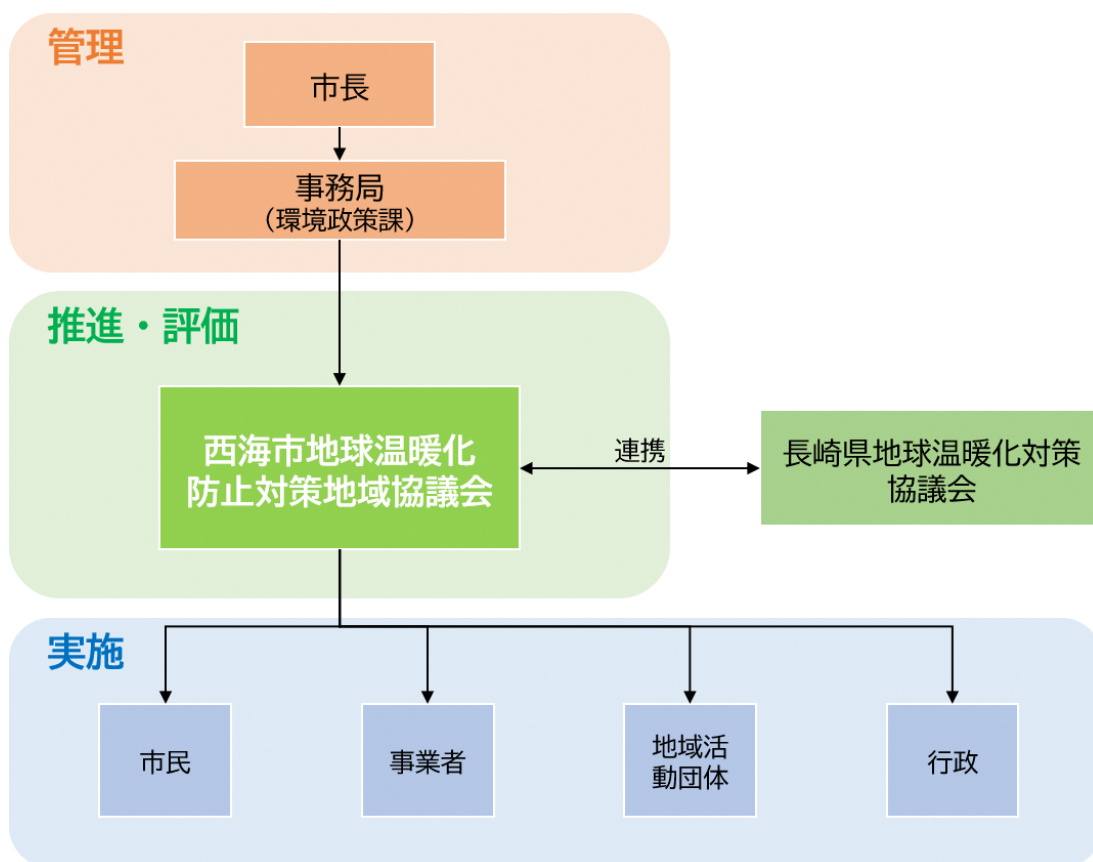 管理
市長
事務局
（環境政策課）
推進・評価
西海市地球温暖化
防止対策地域協議会
連携
長崎県地球温暖化対策
協議会
実施
市民
事業者
地域活
動団体
行政